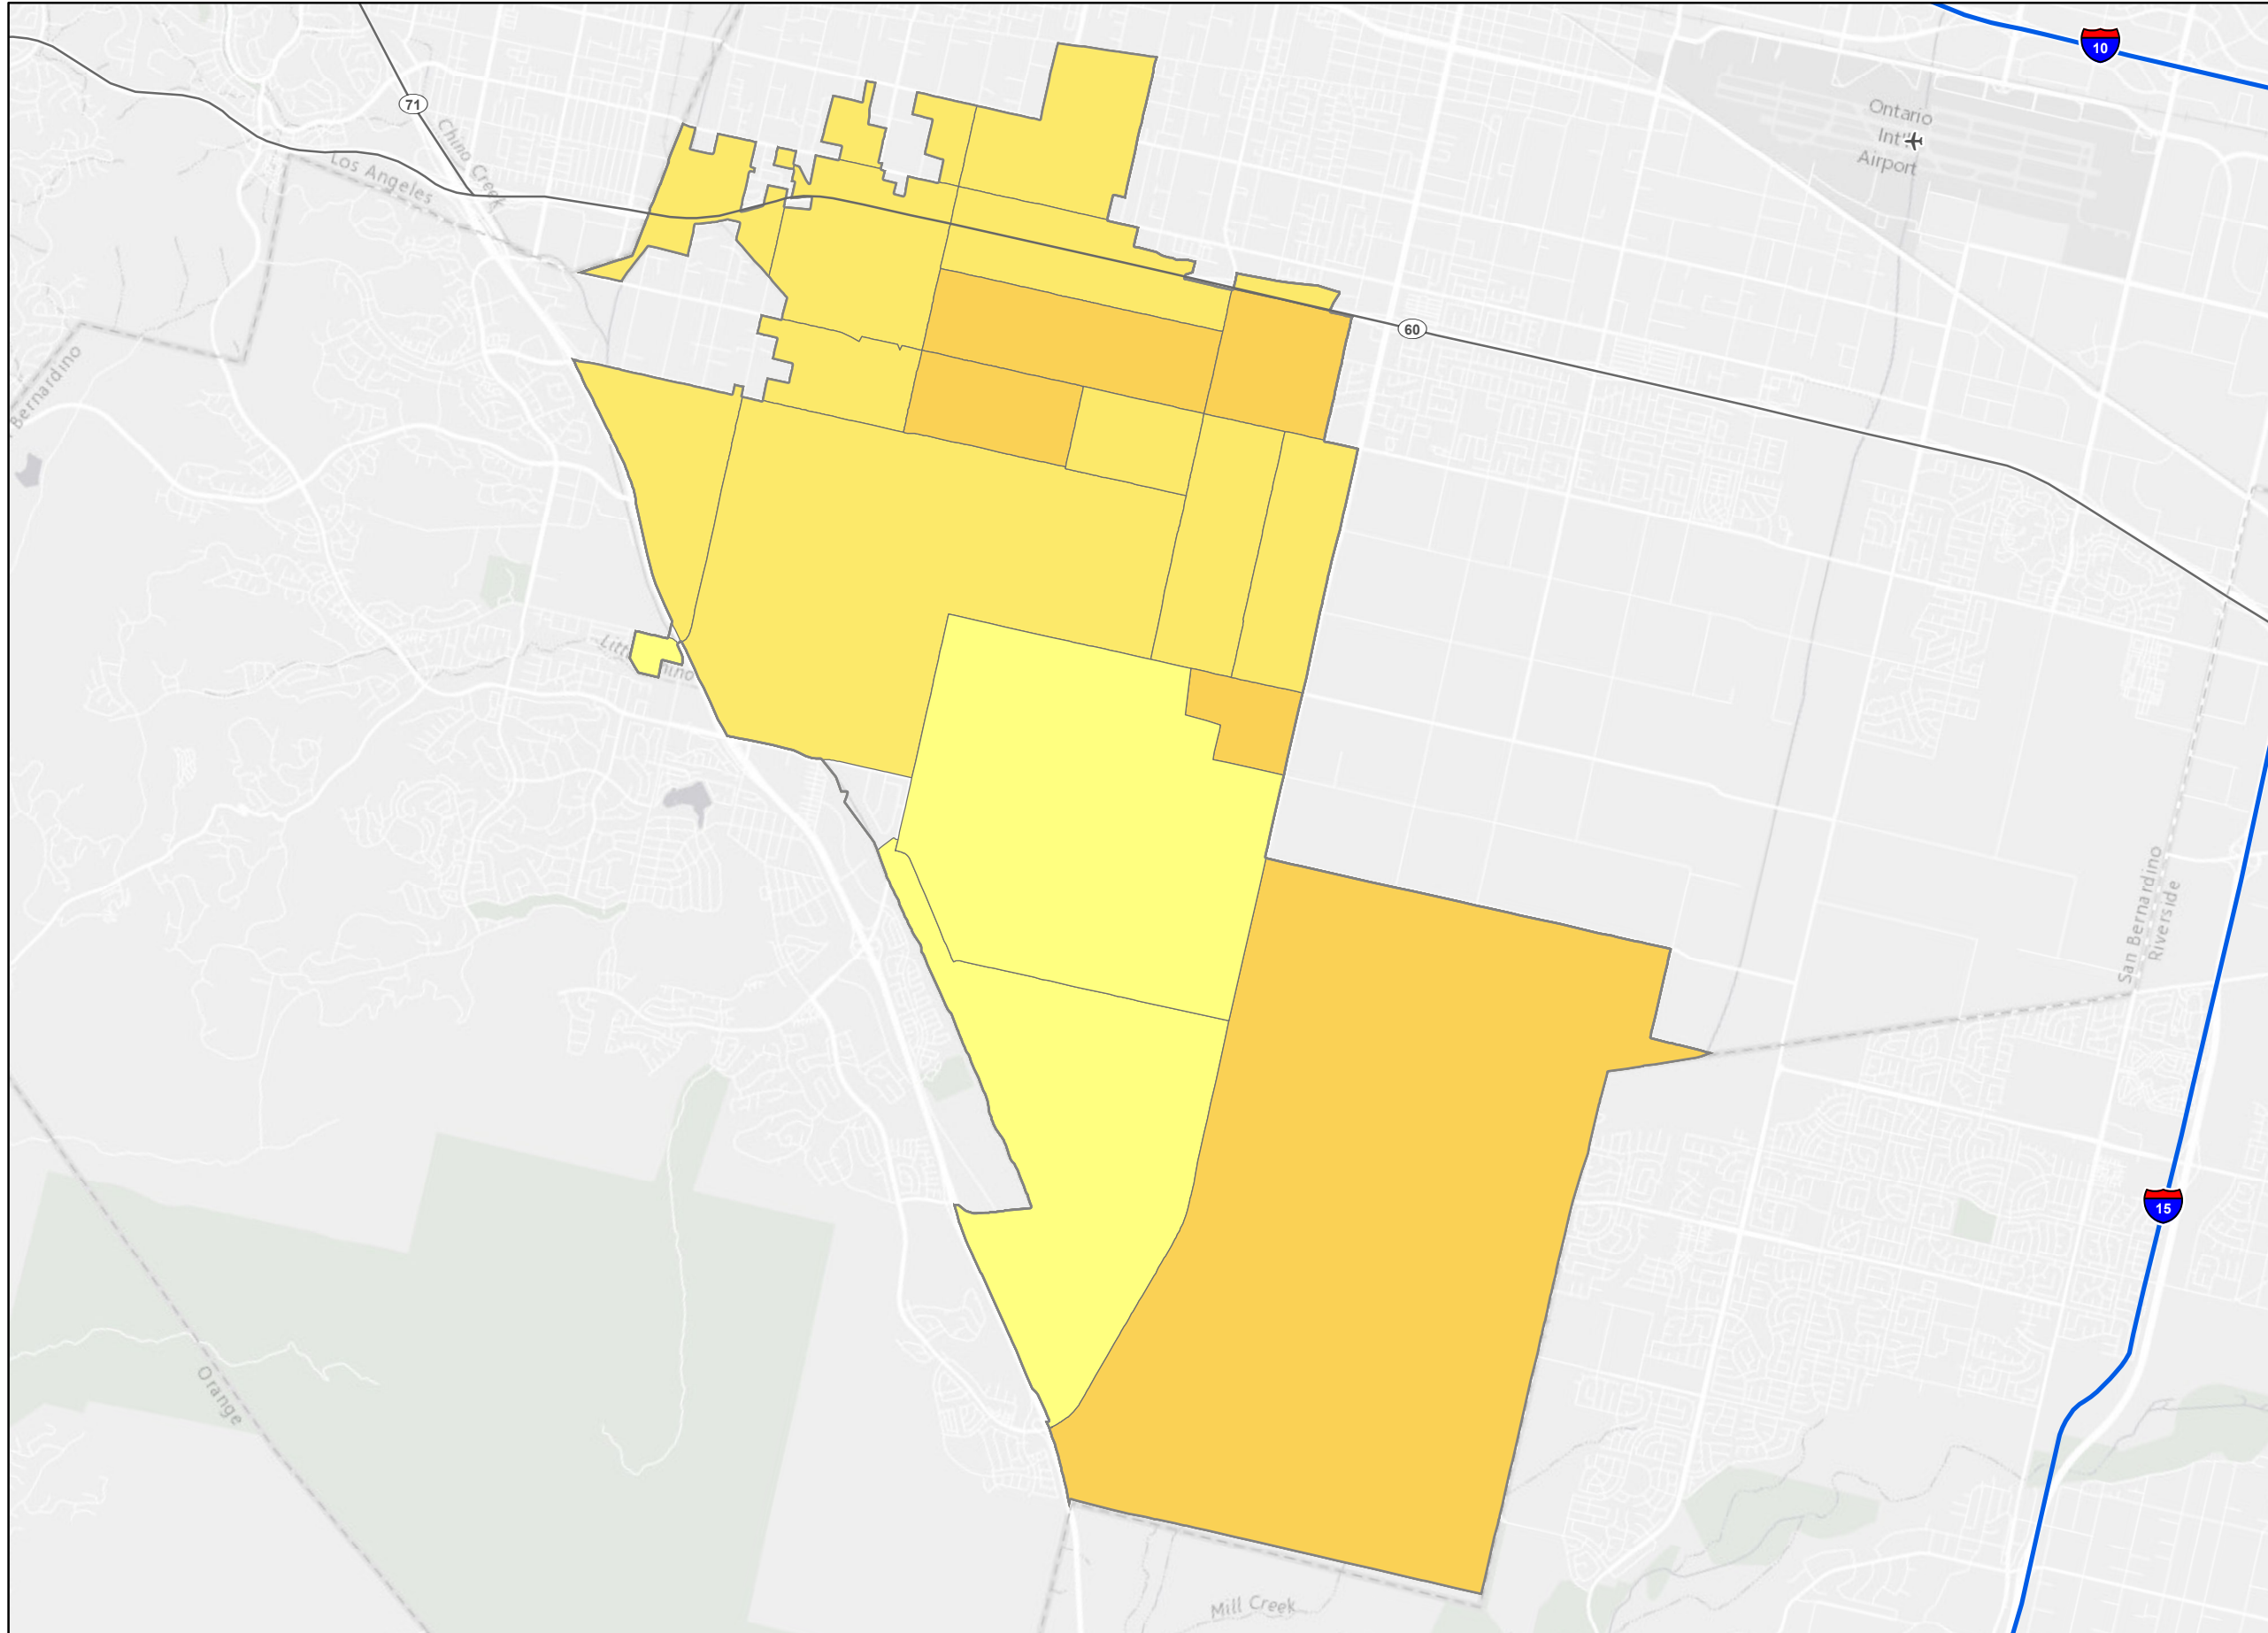 10
71
Chino Creek
Los Angeles
Ontario
Int'l
Airport
60
Bernardino
San Bernardino
Riverside
15
Orange
Mill Creek